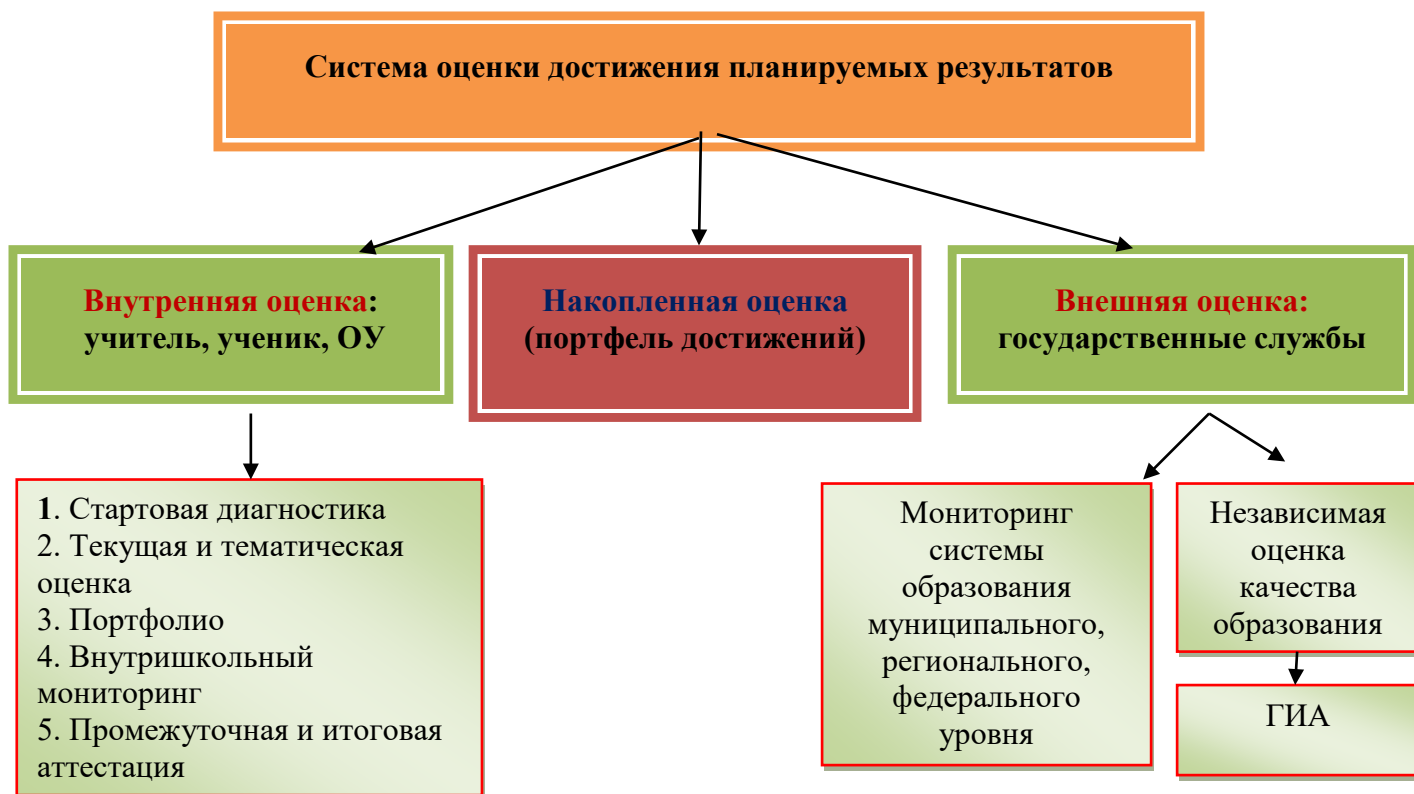 Система оценки достижения планируемых результатов
Внутренняя оценка:
учитель, ученик, ОУ
Накопленная оценка
(портфель достижений)
Внешняя оценка:
государственные службы
1. Стартовая диагностика
2. Текущая и тематическая
оценка
3. Портфолио
4. Внутришкольный
мониторинг
5. Промежуточная и итоговая
аттестация
Мониторинг
системы
образования
муниципального,
регионального,
федерального
уровня
Независимая
оценка
качества
образования
ГИА